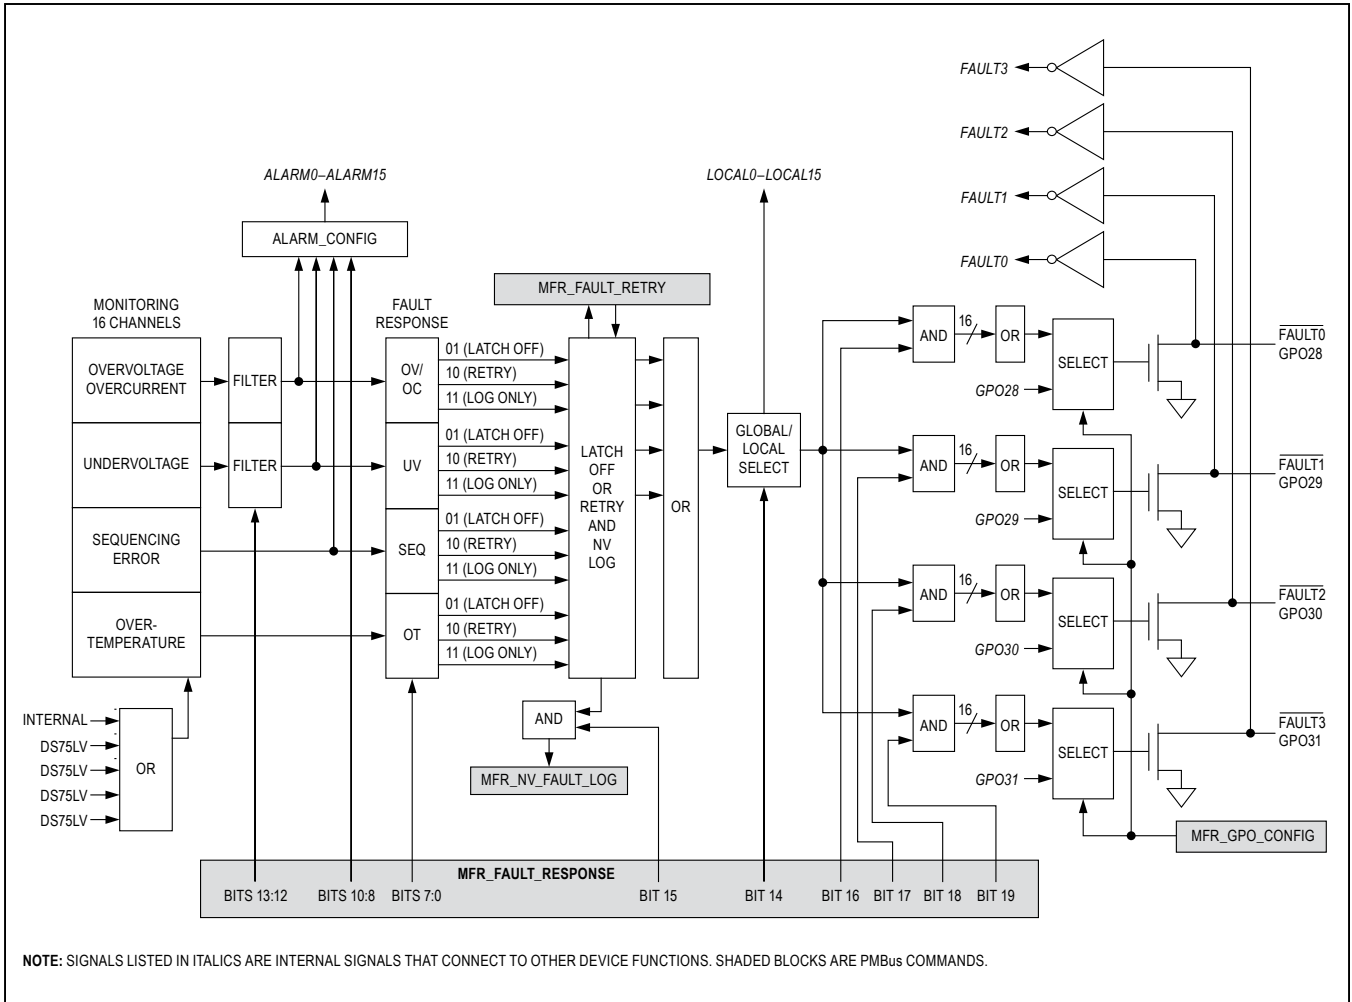 FAULT3
FAULT2
FAULT1
FAULT0
ALARM0–ALARM15
LOCAL0–LOCAL15
ALARM_CONFIG
MFR_FAULT_RETRY
MONITORING
16 CHANNELS
FAULT
RESPONSE
OVERVOLTAGE
OVERCURRENT
FILTER
OV/
OC
01 (LATCH OFF)
10 (RETRY)
11 (LOG ONLY)
UNDERVOLTAGE
FILTER
UV
01 (LATCH OFF)
10 (RETRY)
11 (LOG ONLY)
SEQUENCING
ERROR
SEQ
01 (LATCH OFF)
10 (RETRY)
11 (LOG ONLY)
OVER-
TEMPERATURE
OT
01 (LATCH OFF)
10 (RETRY)
11 (LOG ONLY)
LATCH
OFF
OR
RETRY
AND
NV
LOG
OR
GLOBAL/
LOCAL
SELECT
AND
16
OR
SELECT
GPO28
FAULT0
GPO28
AND
16
OR
SELECT
GPO29
FAULT1
GPO29
AND
16
OR
SELECT
GPO30
FAULT2
GPO30
AND
16
OR
SELECT
GPO31
FAULT3
GPO31
INTERNAL
DS75LV
DS75LV
DS75LV
DS75LV
OR
AND
MFR_NV_FAULT_LOG
MFR_GPO_CONFIG
MFR_FAULT_RESPONSE
BITS 13:12
BITS 10:8
BITS 7:0
BIT 15
BIT 14
BIT 16
BIT 17
BIT 18
BIT 19
NOTE: SIGNALS LISTED IN ITALICS ARE INTERNAL SIGNALS THAT CONNECT TO OTHER DEVICE FUNCTIONS. SHADED BLOCKS ARE PMBus COMMANDS.